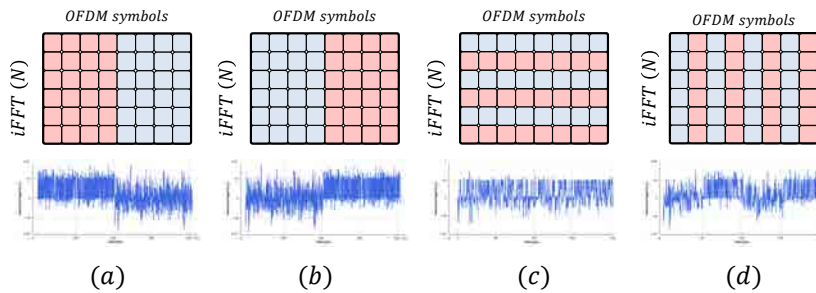 OFDM symbols OFDM symbols OFDM symbols OFDM symbols
iFFT (N) iFFT (N) iFFT (N) iFFT (N)
(a) (b) (c) (d)